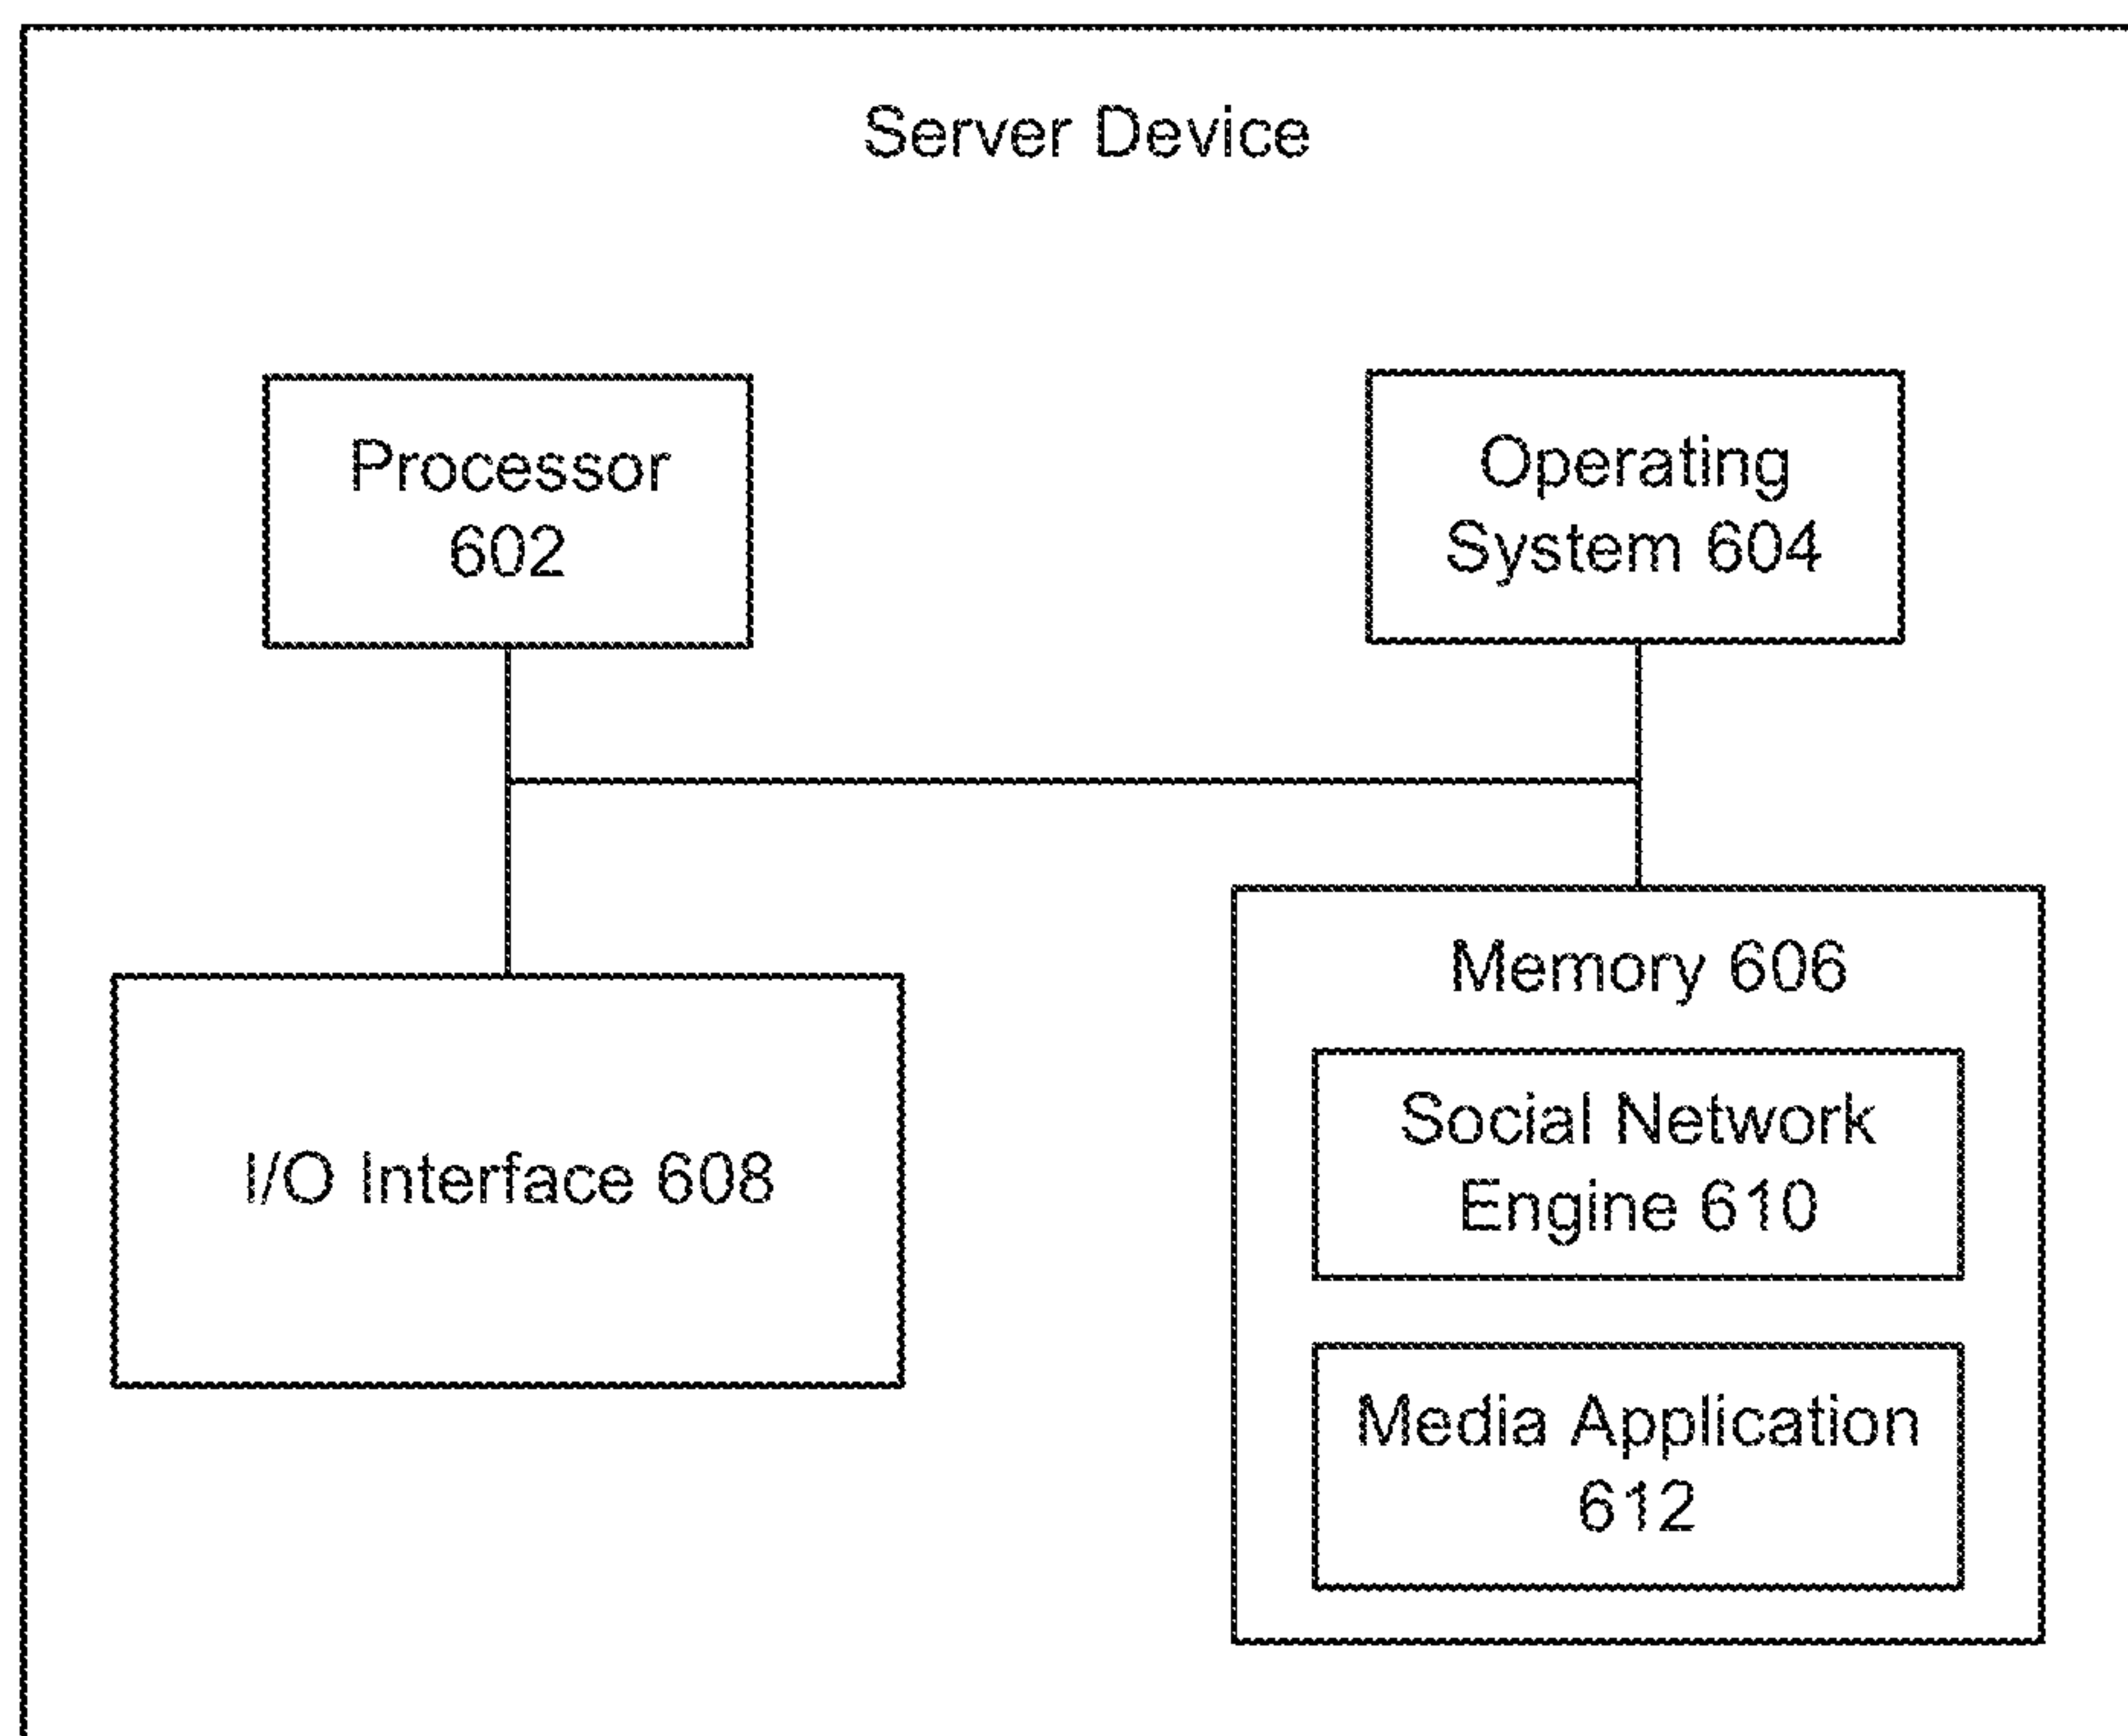 Server Device
Processor
602
Operating
System 604
I/O Interface 608
Memory 606
Social Network
Engine 610
Media Application
612